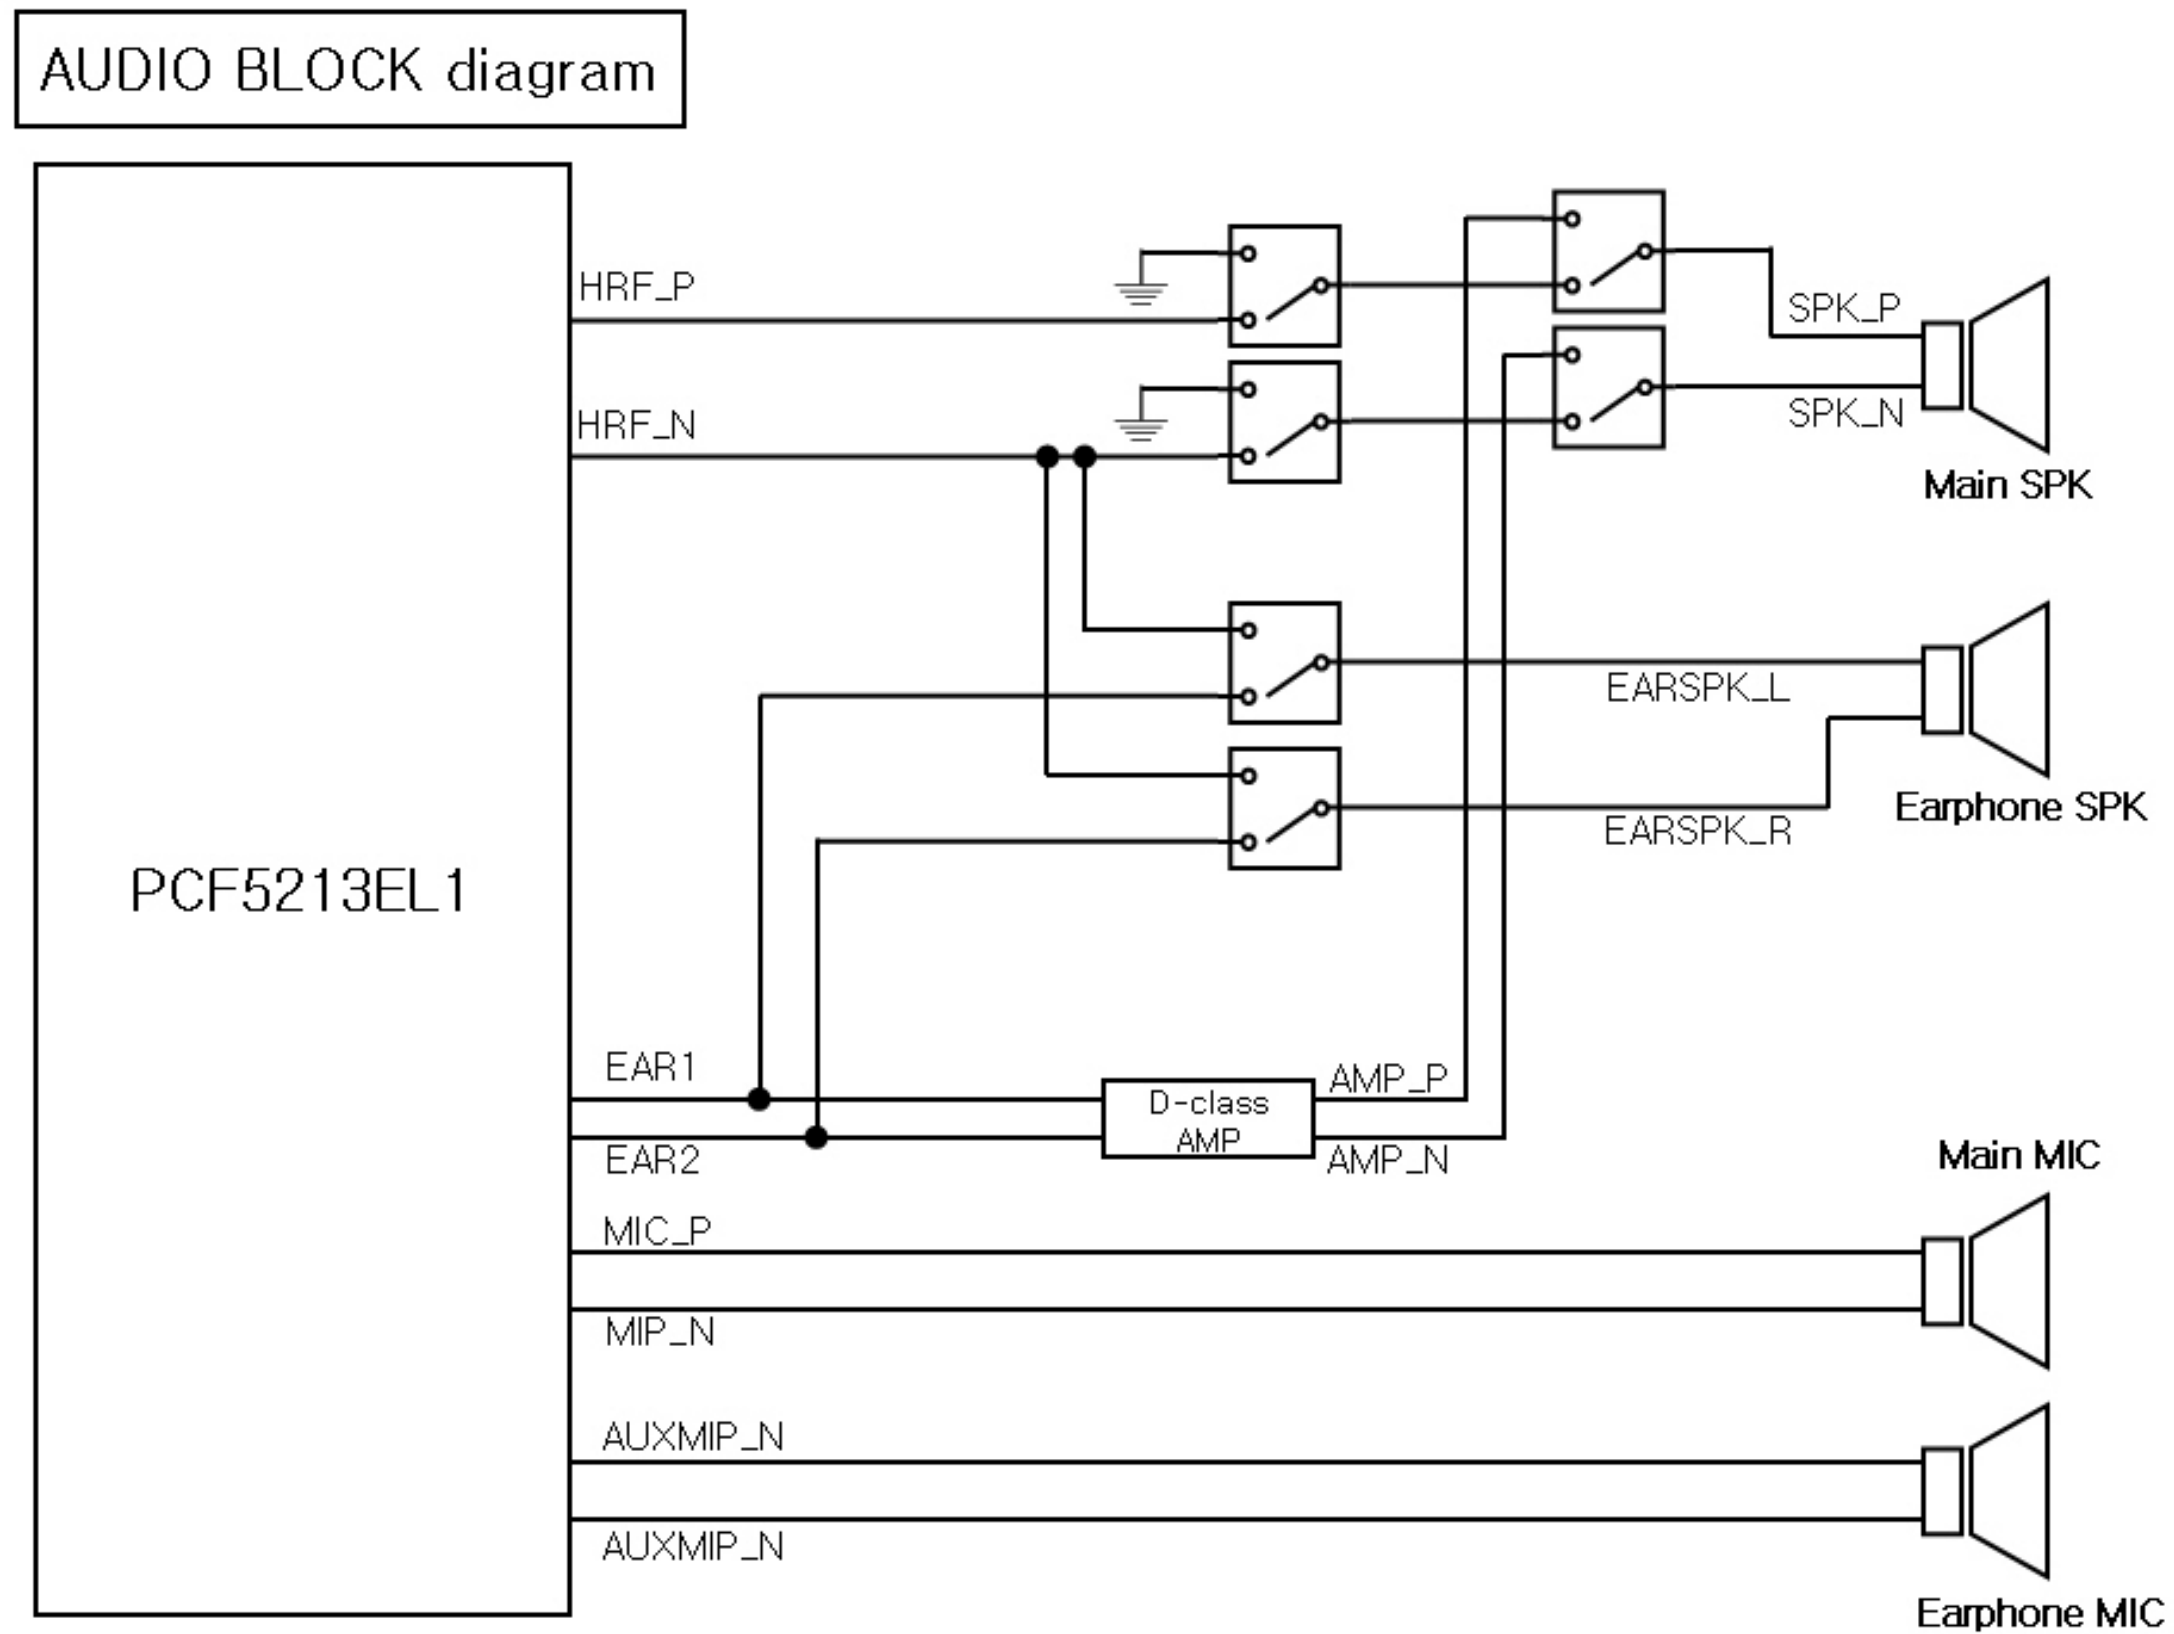 AUDIO BLOCK diagram
HRF_P
SPK_P
HRF_N
SPK_N
Main SPK
EARSPK_L
Earphone SPK
EARSPK_R
PCF5213EL1
EAR1
AMP_P
D-class
AMP
EAR2
AMP_N
Main MIC
MIC_P
MIP_N
AUXMIP_N
AUXMIP_N
Earphone MIC